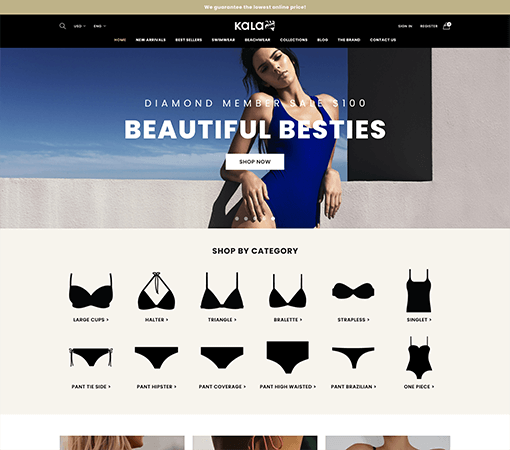 We guarantee the lowest online price!
USD ENG KALA SIGN IN REGISTER 0
HOME NEW ARRIVALS BEST SELLERS SWIMWEAR BEACHWEAR COLLECTIONS BLOG THE BRAND CONTACT US
DIAMOND MEMBER SALE $100
BEAUTIFUL BESTIES
SHOP NOW
SHOP BY CATEGORY
LARGE CUPS > HALTER > TRIANGLE > BRALETTE > STRAPLESS > SINGLET >
PANT TIE SIDE > PANT HIPSTER > PANT COVERAGE > PANT HIGH WAISTED > PANT BRAZILIAN > ONE PIECE >